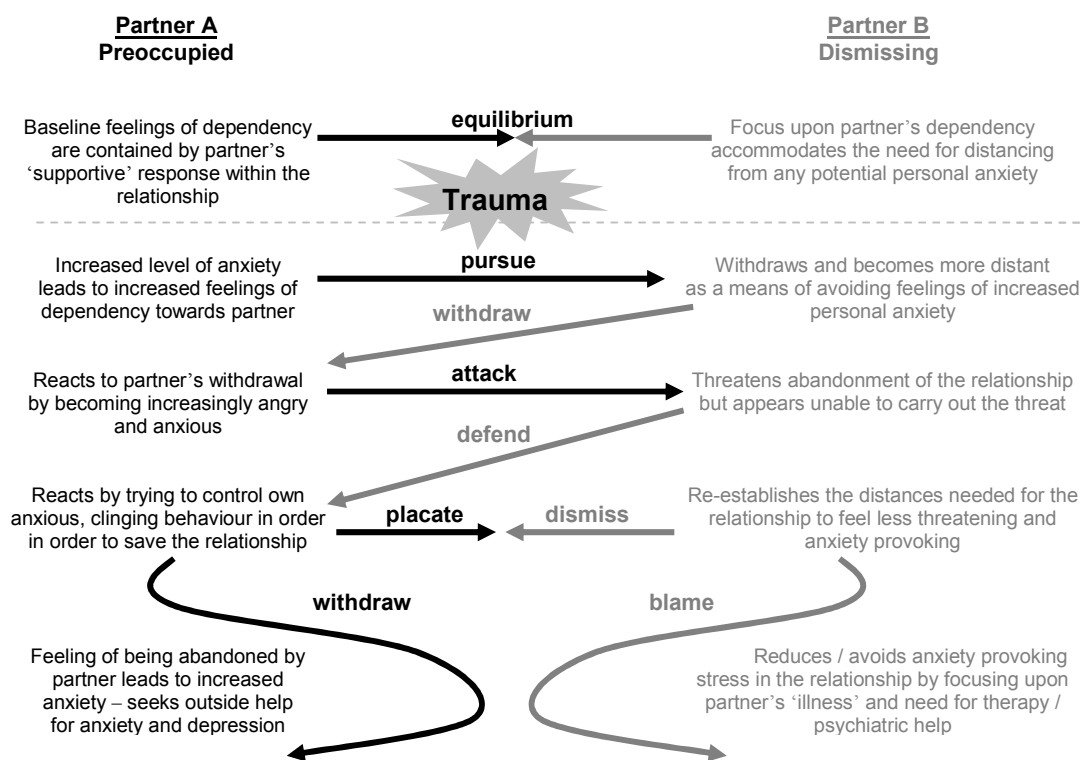 Partner A
Preoccupied
Partner B
Dismissing
equilibrium
Baseline feelings of dependency
are contained by partner’s
‘supportive’ response within the
relationship
Focus upon partner’s dependency
accommodates the need for distancing
from any potential personal anxiety
Trauma
Increased level of anxiety
leads to increased feelings of
dependency towards partner
pursue
Withdraws and becomes more distant
as a means of avoiding feelings of increased
personal anxiety
withdraw
Reacts to partner’s withdrawal
by becoming increasingly angry
and anxious
attack
Threatens abandonment of the relationship
but appears unable to carry out the threat
defend
Reacts by trying to control own
anxious, clinging behaviour in order
in order to save the relationship
placate
dismiss
Re-establishes the distances needed for the
relationship to feel less threatening and
anxiety provoking
withdraw
blame
Feeling of being abandoned by
partner leads to increased
anxiety – seeks outside help
for anxiety and depression
Reduces / avoids anxiety provoking
stress in the relationship by focusing upon
partner’s ‘illness’ and need for therapy /
psychiatric help